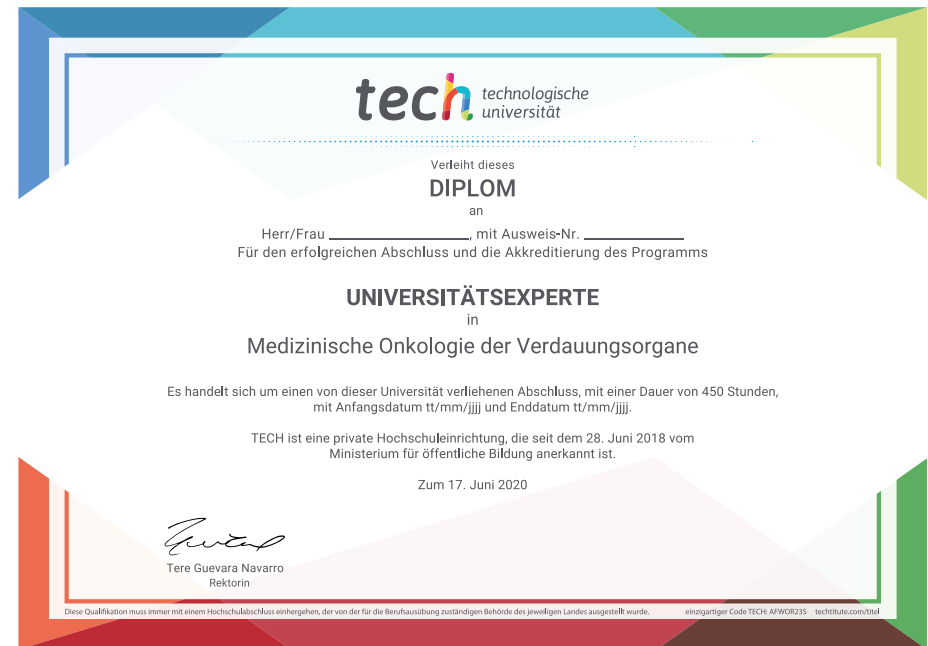 tech technologische
universität
Verleiht dieses
DIPLOM
an
Herr/Frau ____________________, mit Ausweis-Nr. ______________
Für den erfolgreichen Abschluss und die Akkreditierung des Programms
UNIVERSITÄTSEXPERTE
in
Medizinische Onkologie der Verdauungsorgane
Es handelt sich um einen von dieser Universität verliehenen Abschluss, mit einer Dauer von 450 Stunden,
mit Anfangsdatum tt/mm/jjjj und Enddatum tt/mm/jjjj.
TECH ist eine private Hochschuleinrichtung, die seit dem 28. Juni 2018 vom
Ministerium für öffentliche Bildung anerkannt ist.
Zum 17. Juni 2020
Tere Guevara Navarro
Rektorin
Diese Qualifikation muss immer mit einem Hochschulabschluss einhergehen, der von der für die Berufsausübung zuständigen Behörde des jeweiligen Landes ausgestellt wurde. einzigartiger Code TECH: AFWOR23S techtitute.com/titel